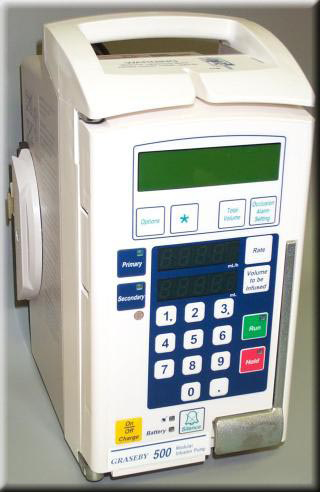 Options
*
Total
Volume
Occlusion
Alarm
Setting
Primary
mL/h
Rate
Secondary
mL
Volume
to be
Infused
1
2
3
4
5
6
7
8
9
0
.
Run
Hold
On
Off
Charge
Battery
Silence
GRASEBY 500 Modular
Infusion Pump